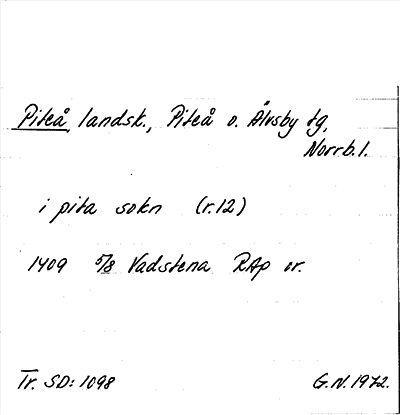 Piteå landsk., Piteå o. Älvsby tg,
Norrb. l.
i pita sokn (r.12)
1409 5/8 Vadstena RAp or.
Tr. SD: 1098 G.N. 1972.